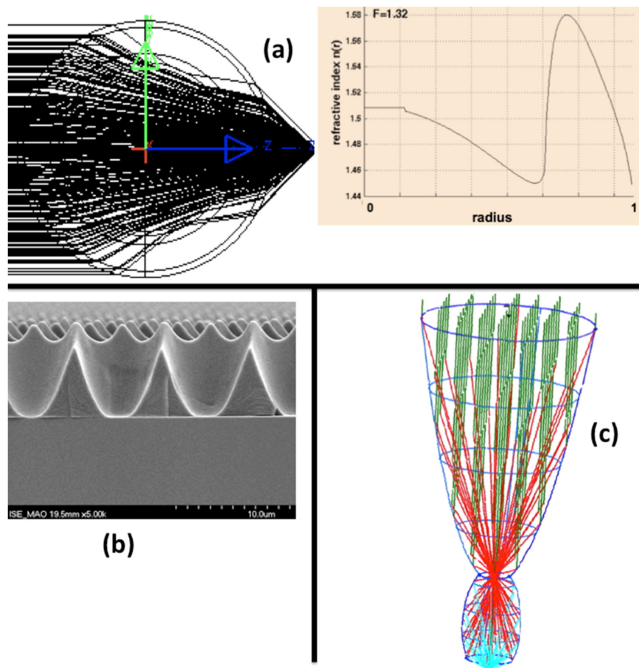 (a)
Z
F=1.32
refractive index n(r)
1.58
1.56
1.54
1.52
1.5
1.48
1.46
1.44
0
1
radius
ISE_MAO 19.5mm x5.00k
10.0um
(b)
(c)